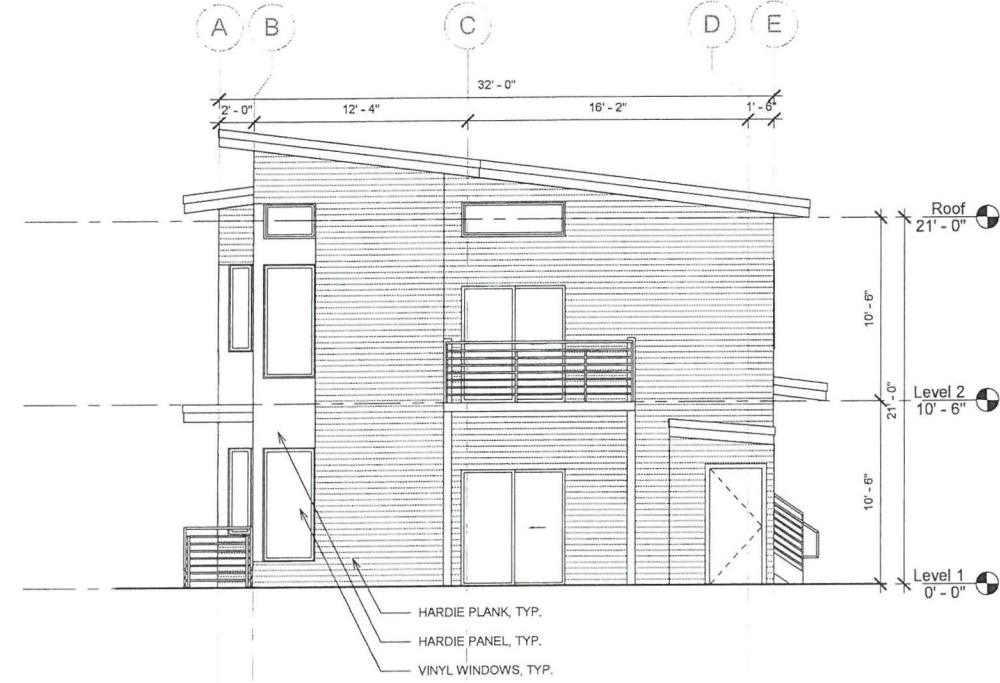 A B C D E
32' - 0"
2' - 0" 12' - 4" 16' - 2" 1' - 6"
Roof
21' - 0"
10' - 6"
Level 2
10' - 6"
21' - 0"
10' - 6"
Level 1
0' - 0"
HARDIE PLANK, TYP.
HARDIE PANEL, TYP.
VINYL WINDOWS, TYP.